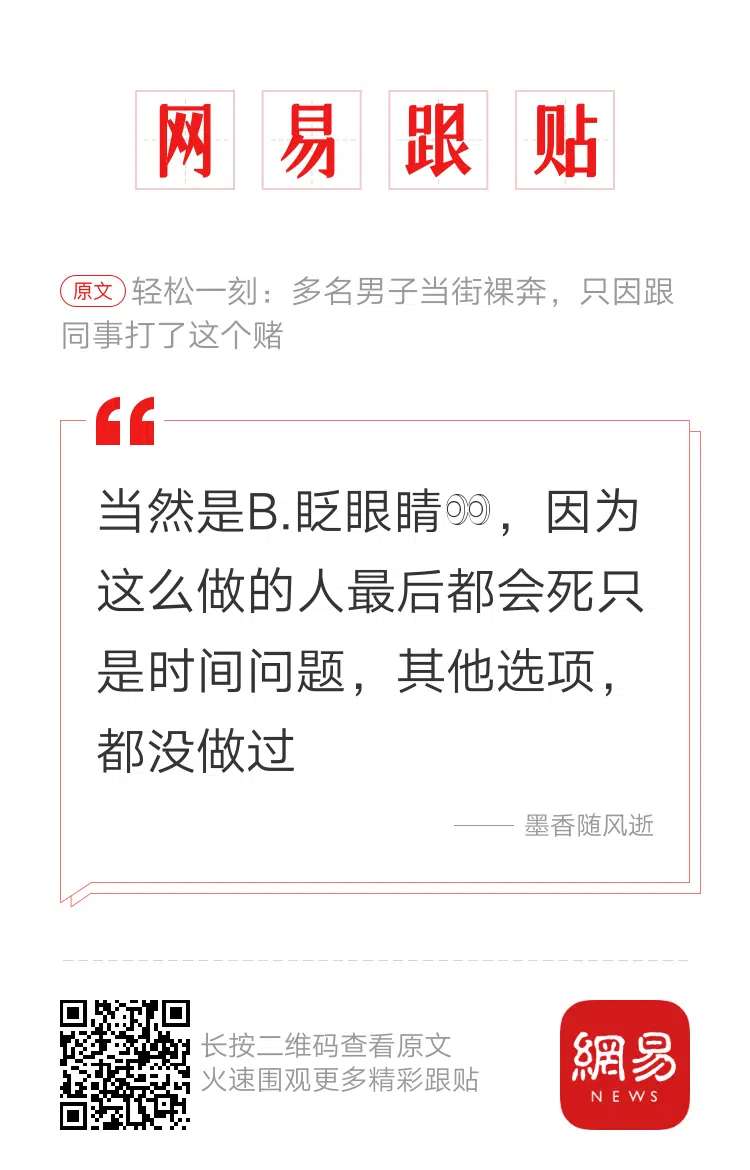 网易跟贴
原文 轻松一刻：多名男子当街裸奔，只因跟
同事打了这个赌
当然是B.眨眼睛👀，因为
这么做的人最后都会死只
是时间问题，其他选项，
都没做过
—— 墨香随风逝
长按二维码查看原文
火速围观更多精彩跟贴
網易
NEWS